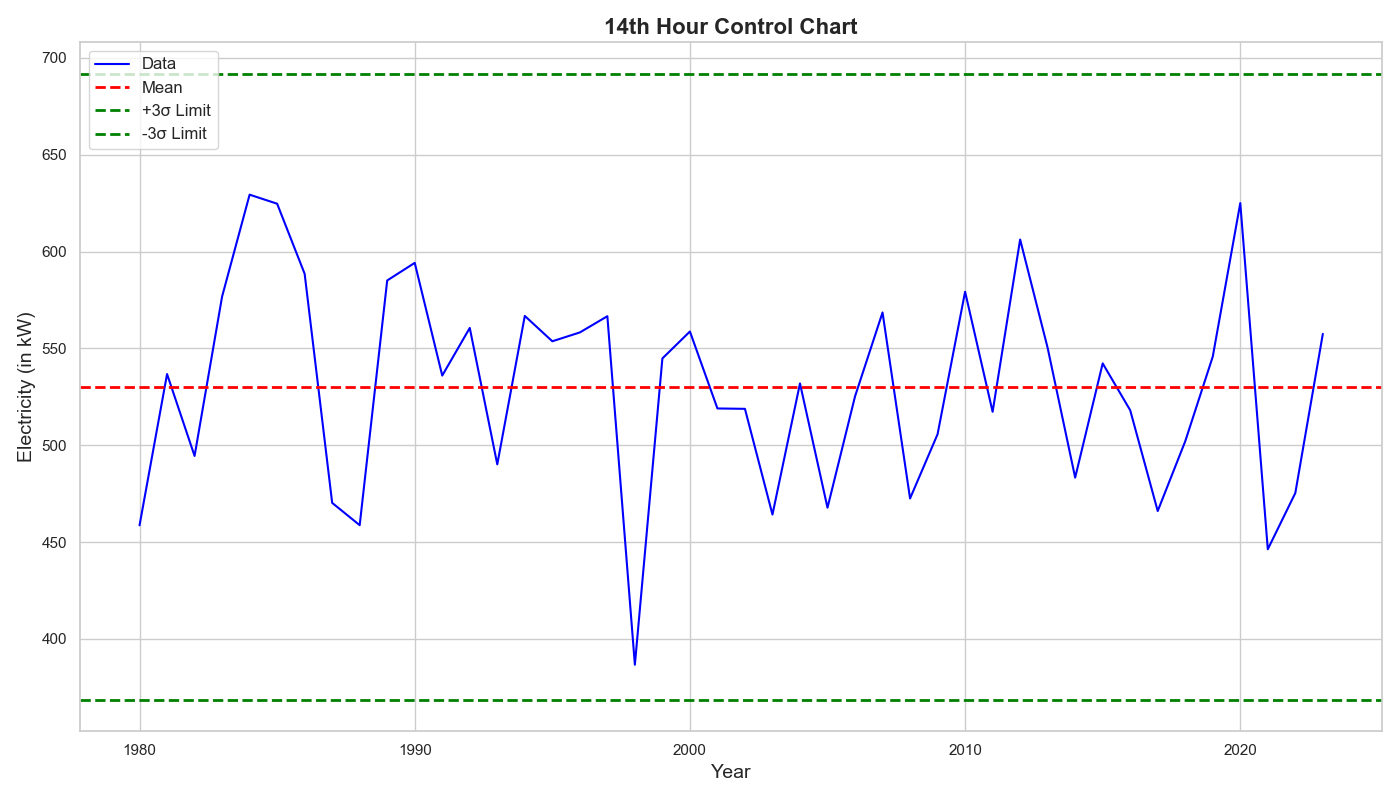 14th Hour Control Chart
Data
Mean
+3σ Limit
-3σ Limit
700
650
600
550
500
450
400
Electricity (in kW)
1980
1990
2000
2010
2020
Year